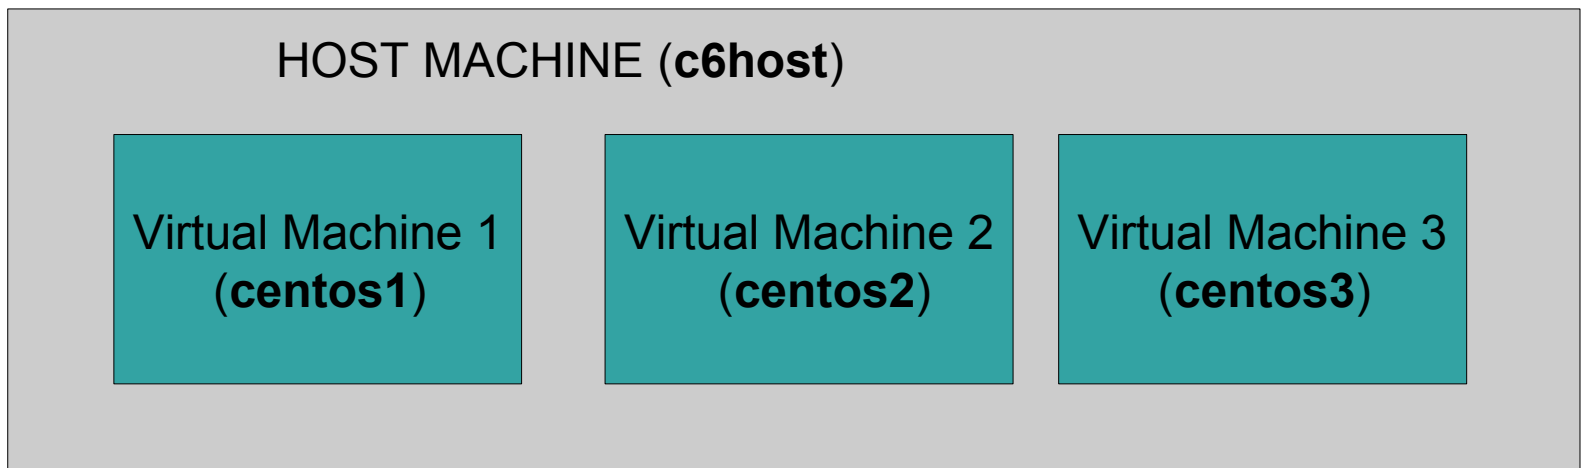 HOST MACHINE (c6host)
Virtual Machine 1
(centos1)
Virtual Machine 2
(centos2)
Virtual Machine 3
(centos3)